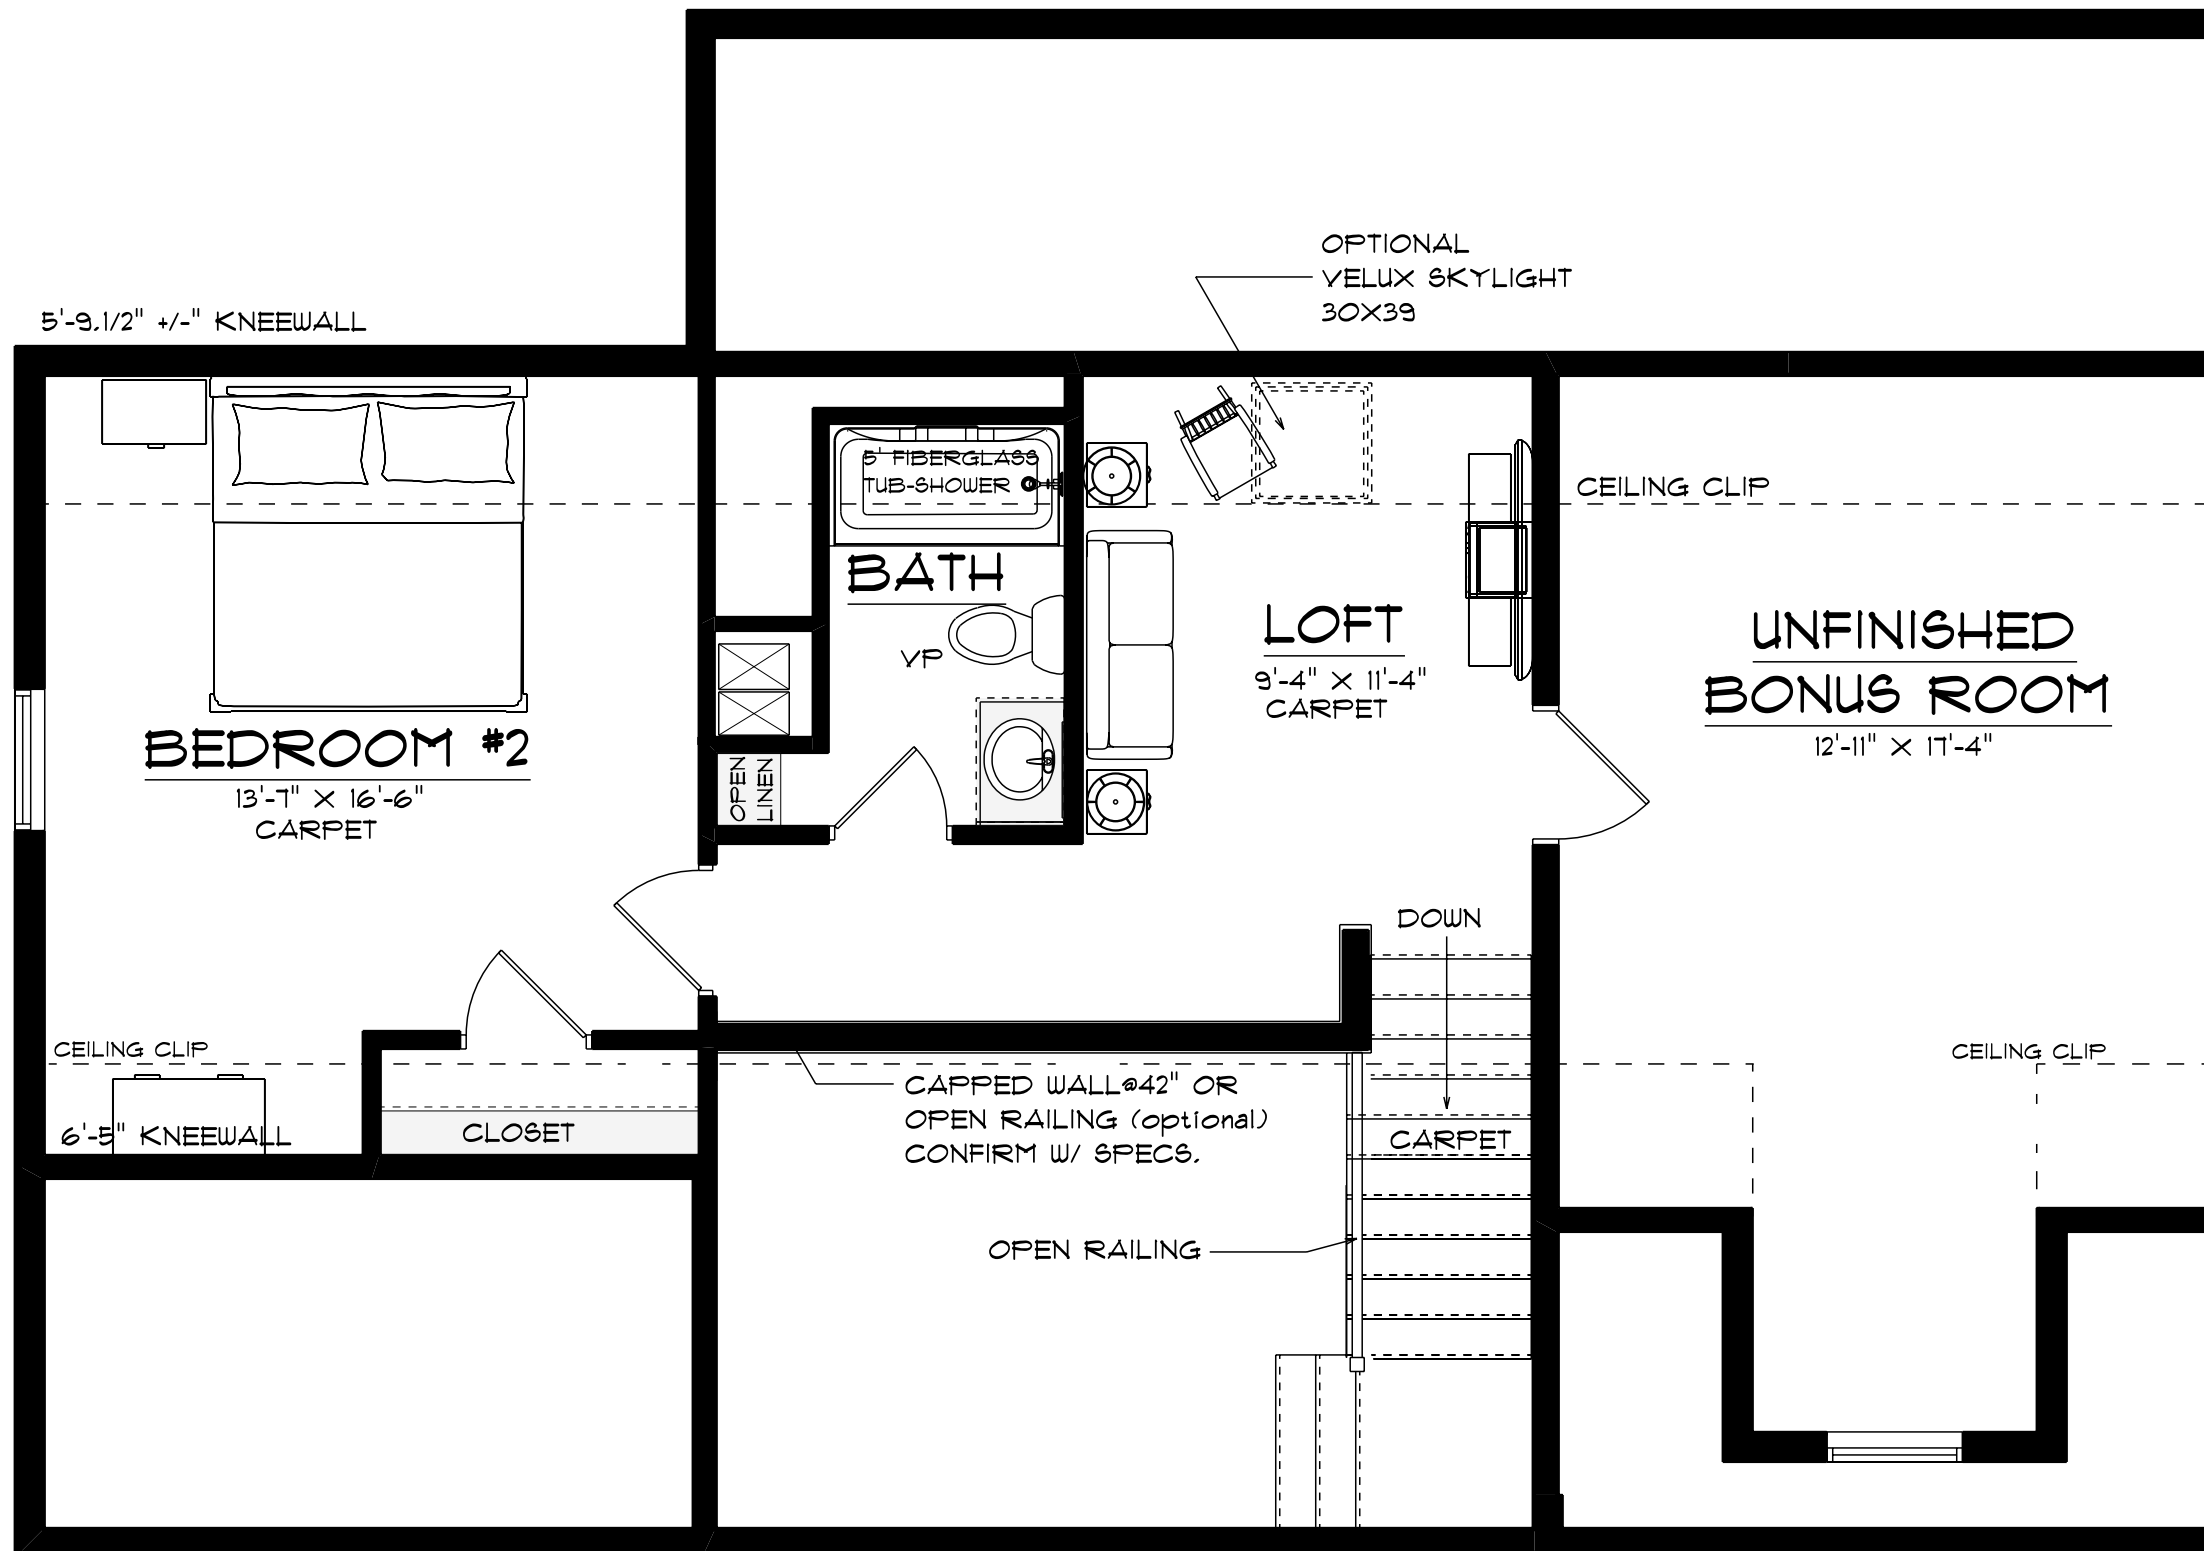 OPTIONAL
VELUX SKYLIGHT
30X39
5'-9.1/2" +/-" KNEEWALL
5' FIBERGLASS
TUB-SHOWER
CEILING CLIP
BATH
VP
LOFT
9'-4" X 11'-4"
CARPET
UNFINISHED
BONUS ROOM
12'-11" X 17'-4"
BEDROOM #2
13'-7" X 16'-6"
CARPET
OPEN
LINEN
DOWN
CEILING CLIP
CEILING CLIP
6'-5" KNEEWALL
CLOSET
CAPPED WALL@42" OR
OPEN RAILING (optional)
CONFIRM W/ SPECS.
CARPET
OPEN RAILING